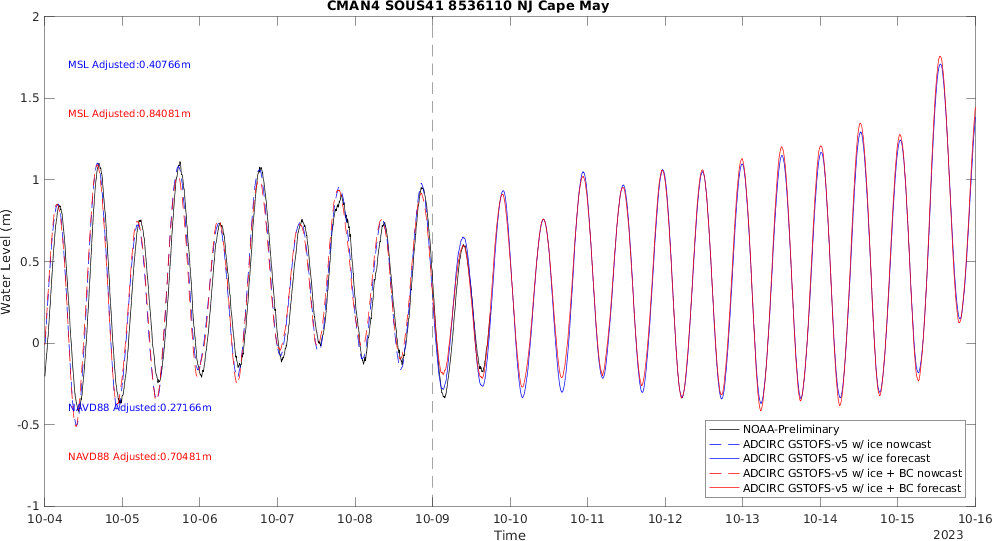 CMAN4 SOUS41 8536110 NJ Cape May
2
MSL Adjusted:0.40766m
1.5
MSL Adjusted:0.84081m
1
0.5
Water Level (m)
0
NAVD88 Adjusted:0.27166m
-0.5
NAVD88 Adjusted:0.70481m
-1
NOAA-Preliminary
ADCIRC GSTOFS-v5 w/ ice nowcast
ADCIRC GSTOFS-v5 w/ ice forecast
ADCIRC GSTOFS-v5 w/ ice + BC nowcast
ADCIRC GSTOFS-v5 w/ ice + BC forecast
10-04 10-05 10-06 10-07 10-08 10-09 10-10 10-11 10-12 10-13 10-14 10-15 10-16
Time
2023